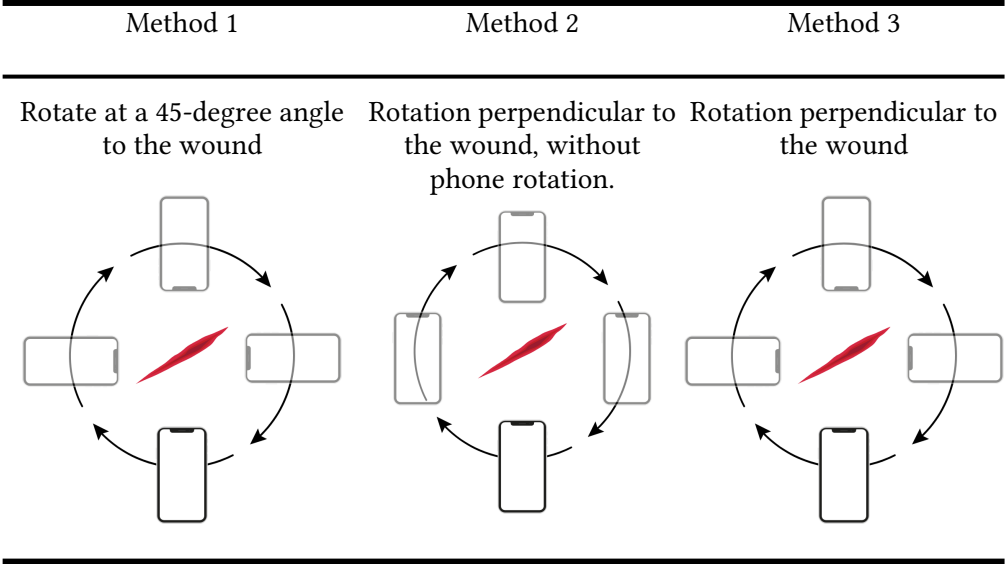 Method 1
Method 2
Method 3
Rotate at a 45-degree angle
to the wound
Rotation perpendicular to
the wound, without
phone rotation.
Rotation perpendicular to
the wound